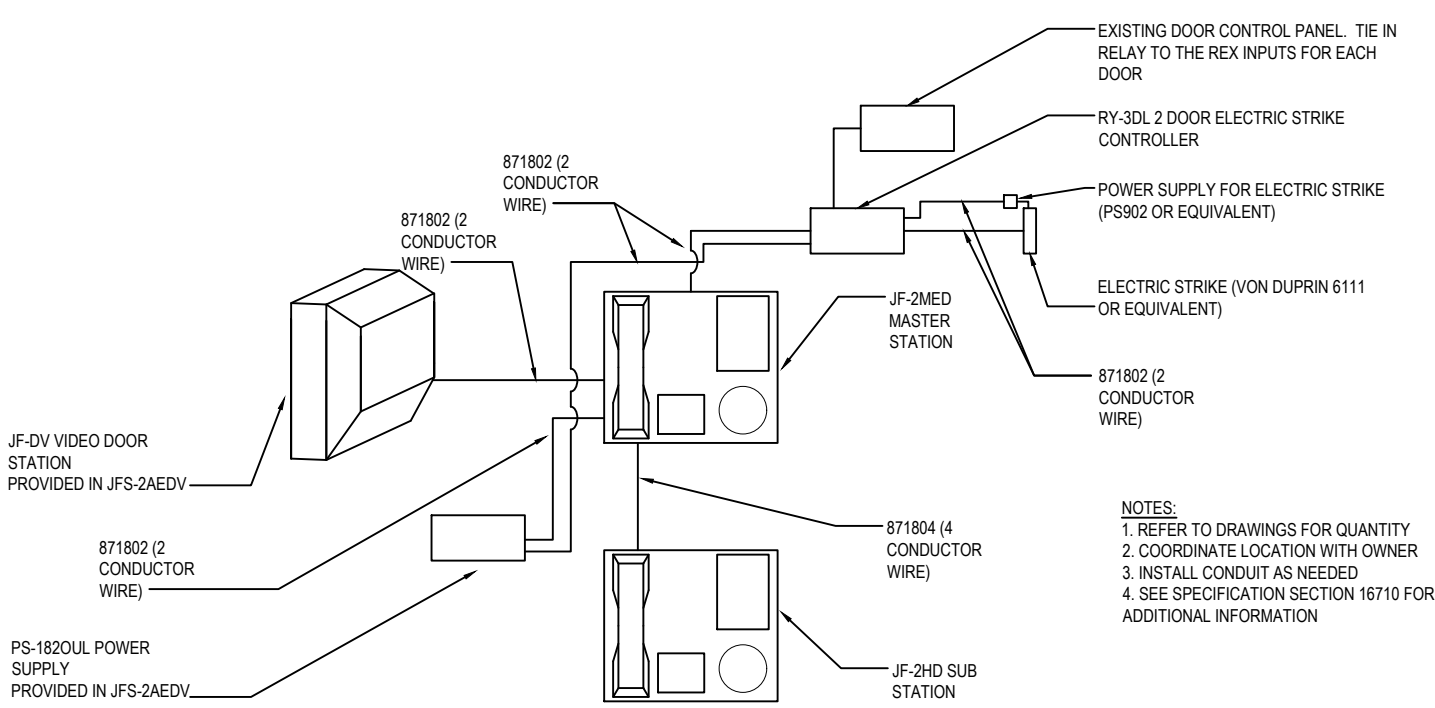 EXISTING DOOR CONTROL PANEL. TIE IN
RELAY TO THE REX INPUTS FOR EACH
DOOR
RY-3DL 2 DOOR ELECTRIC STRIKE
CONTROLLER
871802 (2
CONDUCTOR
WIRE)
POWER SUPPLY FOR ELECTRIC STRIKE
(PS902 OR EQUIVALENT)
871802 (2
CONDUCTOR
WIRE)
ELECTRIC STRIKE (VON DUPRIN 6111
OR EQUIVALENT)
JF-2MED
MASTER
STATION
871802 (2
CONDUCTOR
WIRE)
JF-DV VIDEO DOOR
STATION
PROVIDED IN JFS-2AEDV
NOTES:
1. REFER TO DRAWINGS FOR QUANTITY
2. COORDINATE LOCATION WITH OWNER
3. INSTALL CONDUIT AS NEEDED
4. SEE SPECIFICATION SECTION 16710 FOR
ADDITIONAL INFORMATION
871804 (4
CONDUCTOR
WIRE)
871802 (2
CONDUCTOR
WIRE)
PS-182OUL POWER
SUPPLY
PROVIDED IN JFS-2AEDV
JF-2HD SUB
STATION